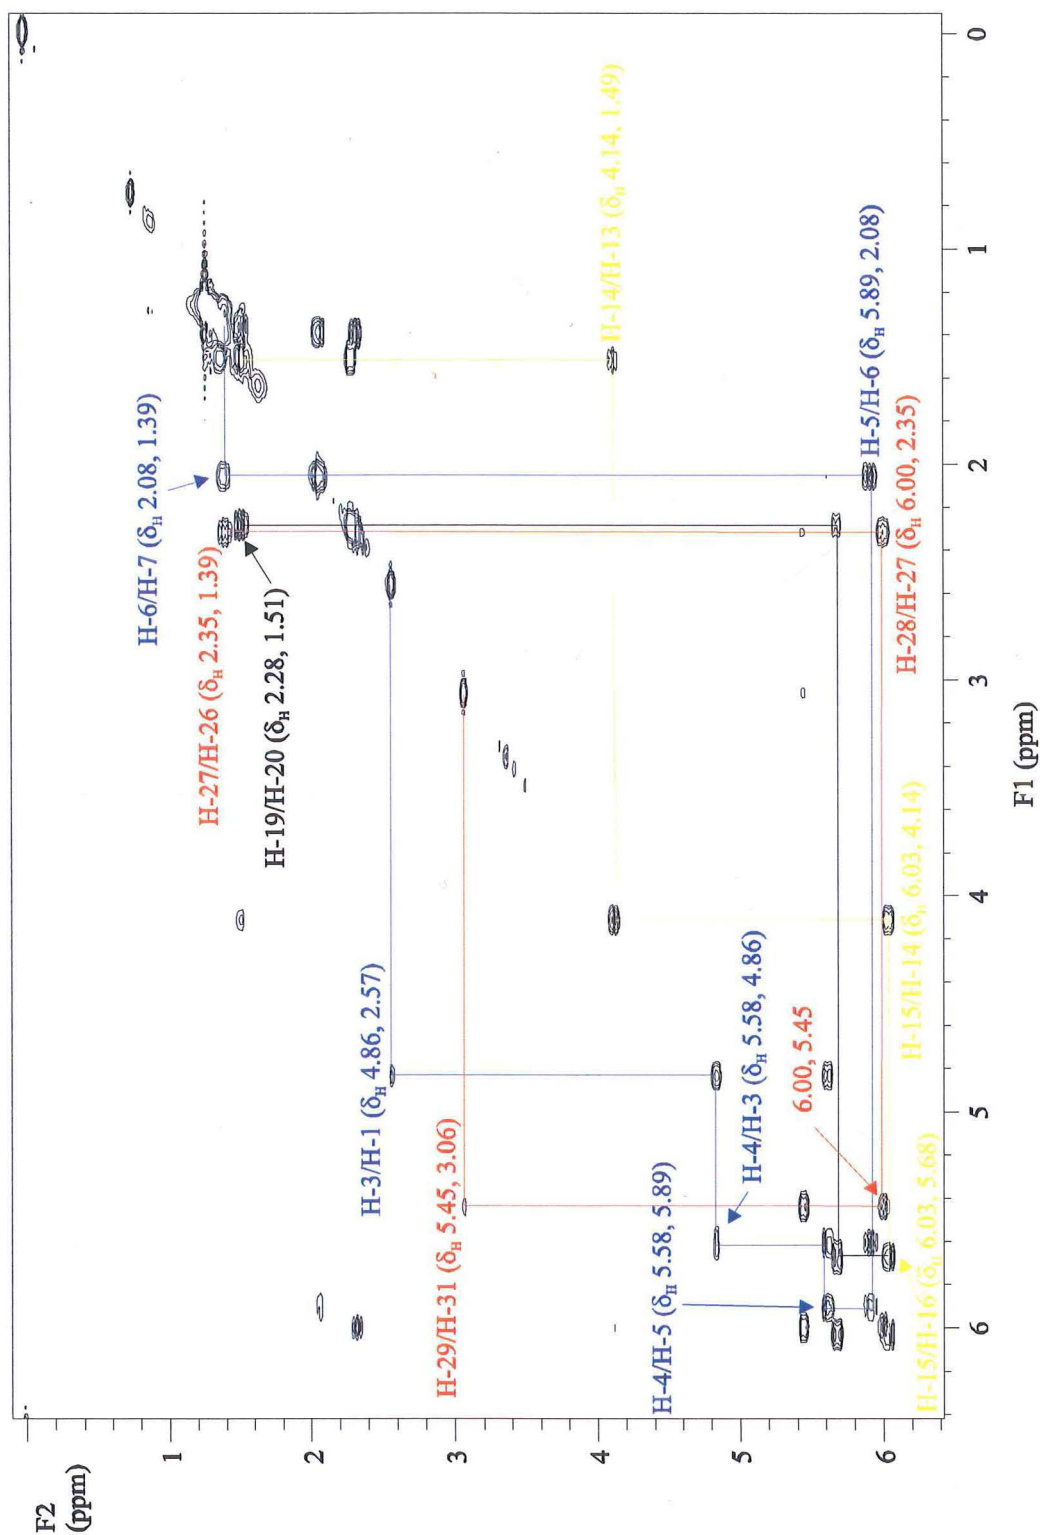 F2
(ppm)
1
2
3
4
5
6
H-6/H-7 (δH 2.08, 1.39)
H-27/H-26 (δH 2.35, 1.39)
H-19/H-20 (δH 2.28, 1.51)
H-3/H-1 (δH 4.86, 2.57)
H-29/H-31 (δH 5.45, 3.06)
H-14/H-13 (δH 4.14, 1.49)
H-4/H-5 (δH 5.58, 5.89)
H-4/H-3 (δH 5.58, 4.86)
6.00, 5.45
H-5/H-6 (δH 5.89, 2.08)
H-28/H-27 (δH 6.00, 2.35)
H-15/H-14 (δH 6.03, 4.14)
H-15/H-16 (δH 6.03, 5.68)
6
5
4
3
2
1
0
F1 (ppm)